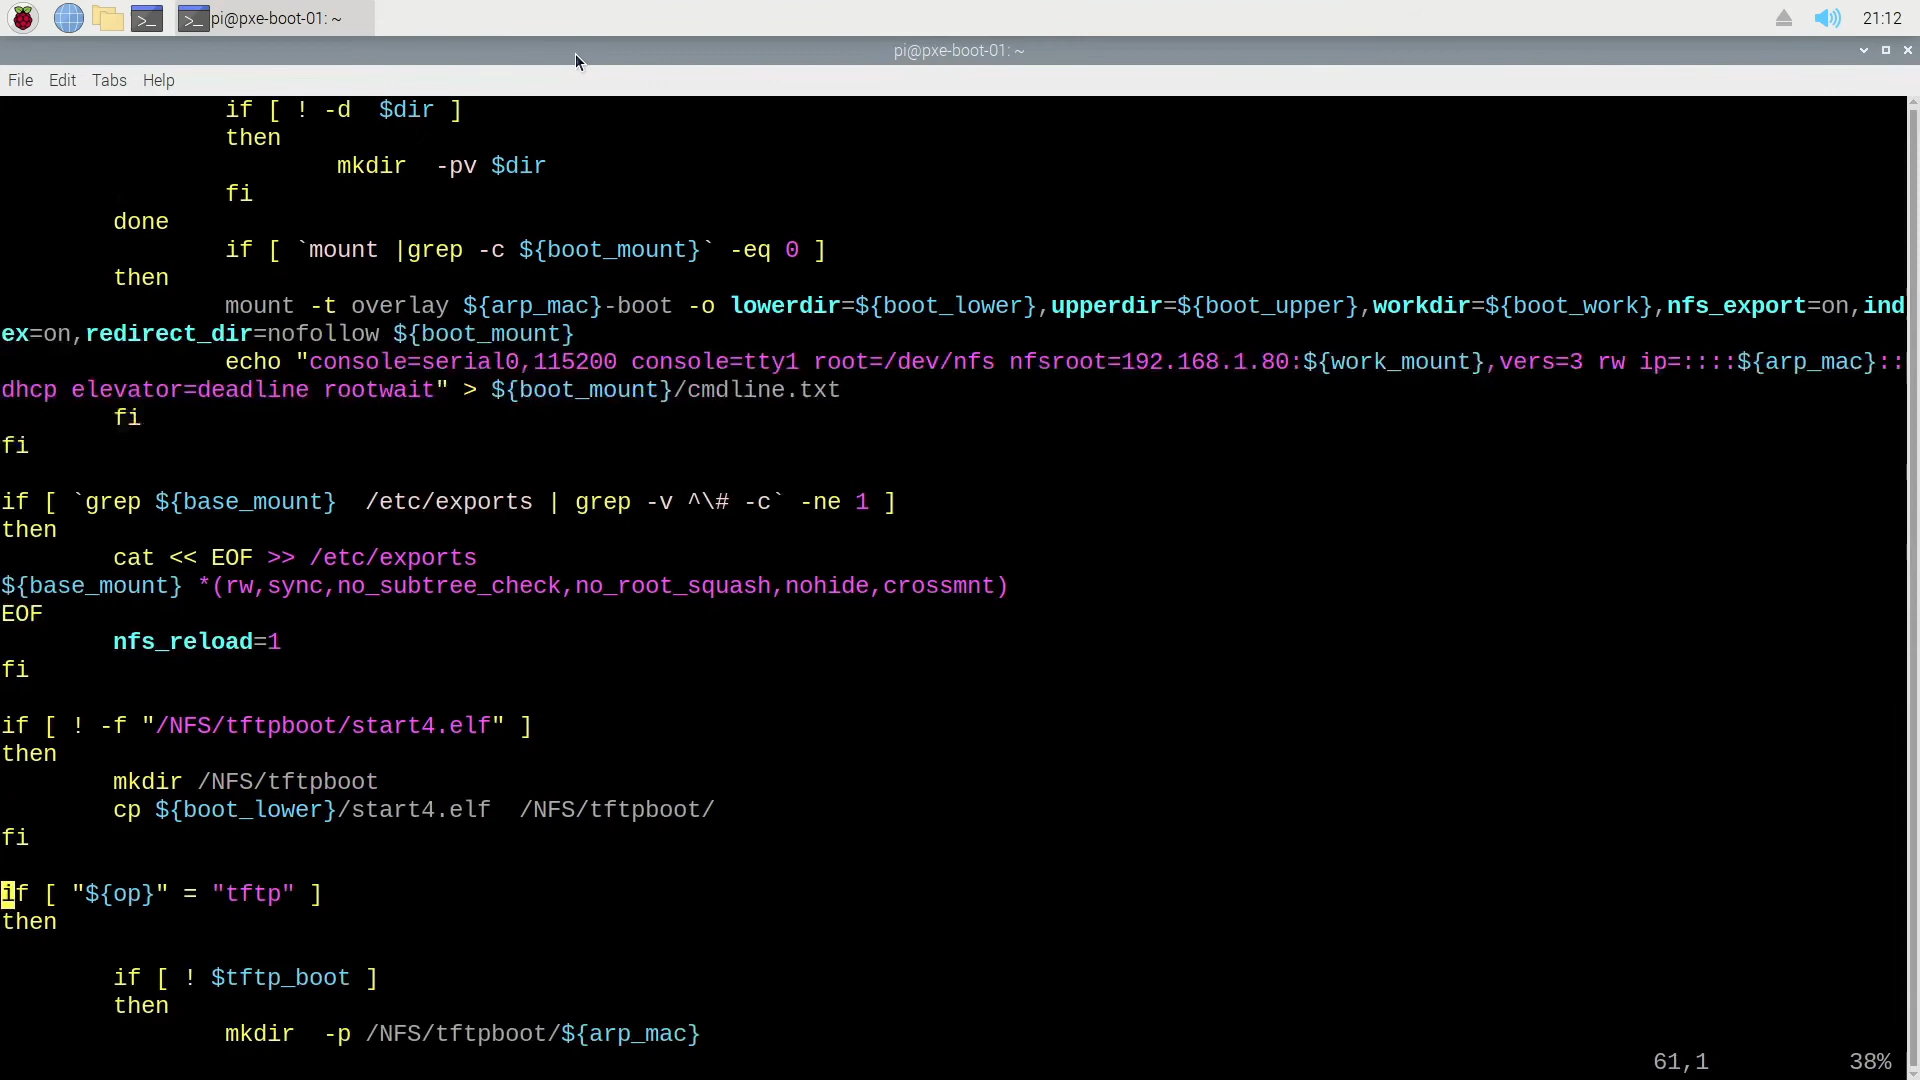 pi@pxe-boot-01: ~
21:12
pi@pxe-boot-01: ~
File Edit Tabs Help
if [ ! -d  $dir ]
then
mkdir  -pv $dir
fi
done
if [ `mount |grep -c ${boot_mount}` -eq 0 ]
then
mount -t overlay ${arp_mac}-boot -o lowerdir=${boot_lower},upperdir=${boot_upper},workdir=${boot_work},nfs_export=on,ind
ex=on,redirect_dir=nofollow ${boot_mount}
echo "console=serial0,115200 console=tty1 root=/dev/nfs nfsroot=192.168.1.80:${work_mount},vers=3 rw ip=::::${arp_mac}::
dhcp elevator=deadline rootwait" > ${boot_mount}/cmdline.txt
fi
fi
if [ `grep ${base_mount}  /etc/exports | grep -v ^\# -c` -ne 1 ]
then
cat << EOF >> /etc/exports
${base_mount} *(rw,sync,no_subtree_check,no_root_squash,nohide,crossmnt)
EOF
nfs_reload=1
fi
if [ ! -f "/NFS/tftpboot/start4.elf" ]
then
mkdir /NFS/tftpboot
cp ${boot_lower}/start4.elf  /NFS/tftpboot/
fi
if [ "${op}" = "tftp" ]
then
if [ ! $tftp_boot ]
then
mkdir  -p /NFS/tftpboot/${arp_mac}
61,1 38%